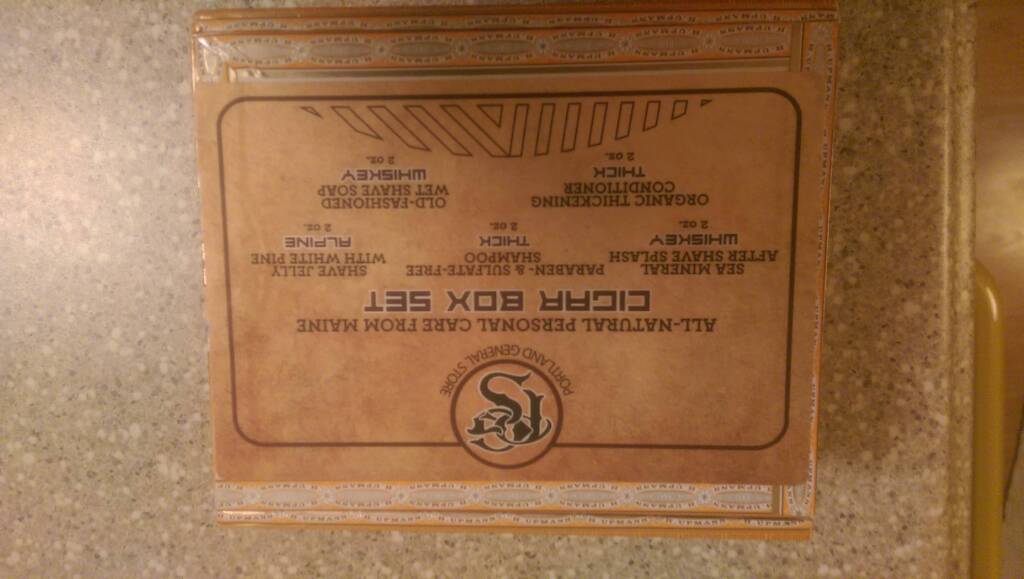 PGS
PORTLAND GENERAL STORE
ALL-NATURAL PERSONAL CARE FROM MAINE
CIGAR BOX SET
SEA MINERAL
AFTER SHAVE SPLASH
WHISKEY
2 OZ.
PARABEN- & SULFATE-FREE
SHAMPOO
THICK
2 OZ.
SHAVE JELLY
WITH WHITE PINE
ALPINE
2 OZ.
ORGANIC THICKENING
CONDITIONER
THICK
2 OZ.
OLD-FASHIONED
WET SHAVE SOAP
WHISKEY
2 OZ.
H. UPMANN